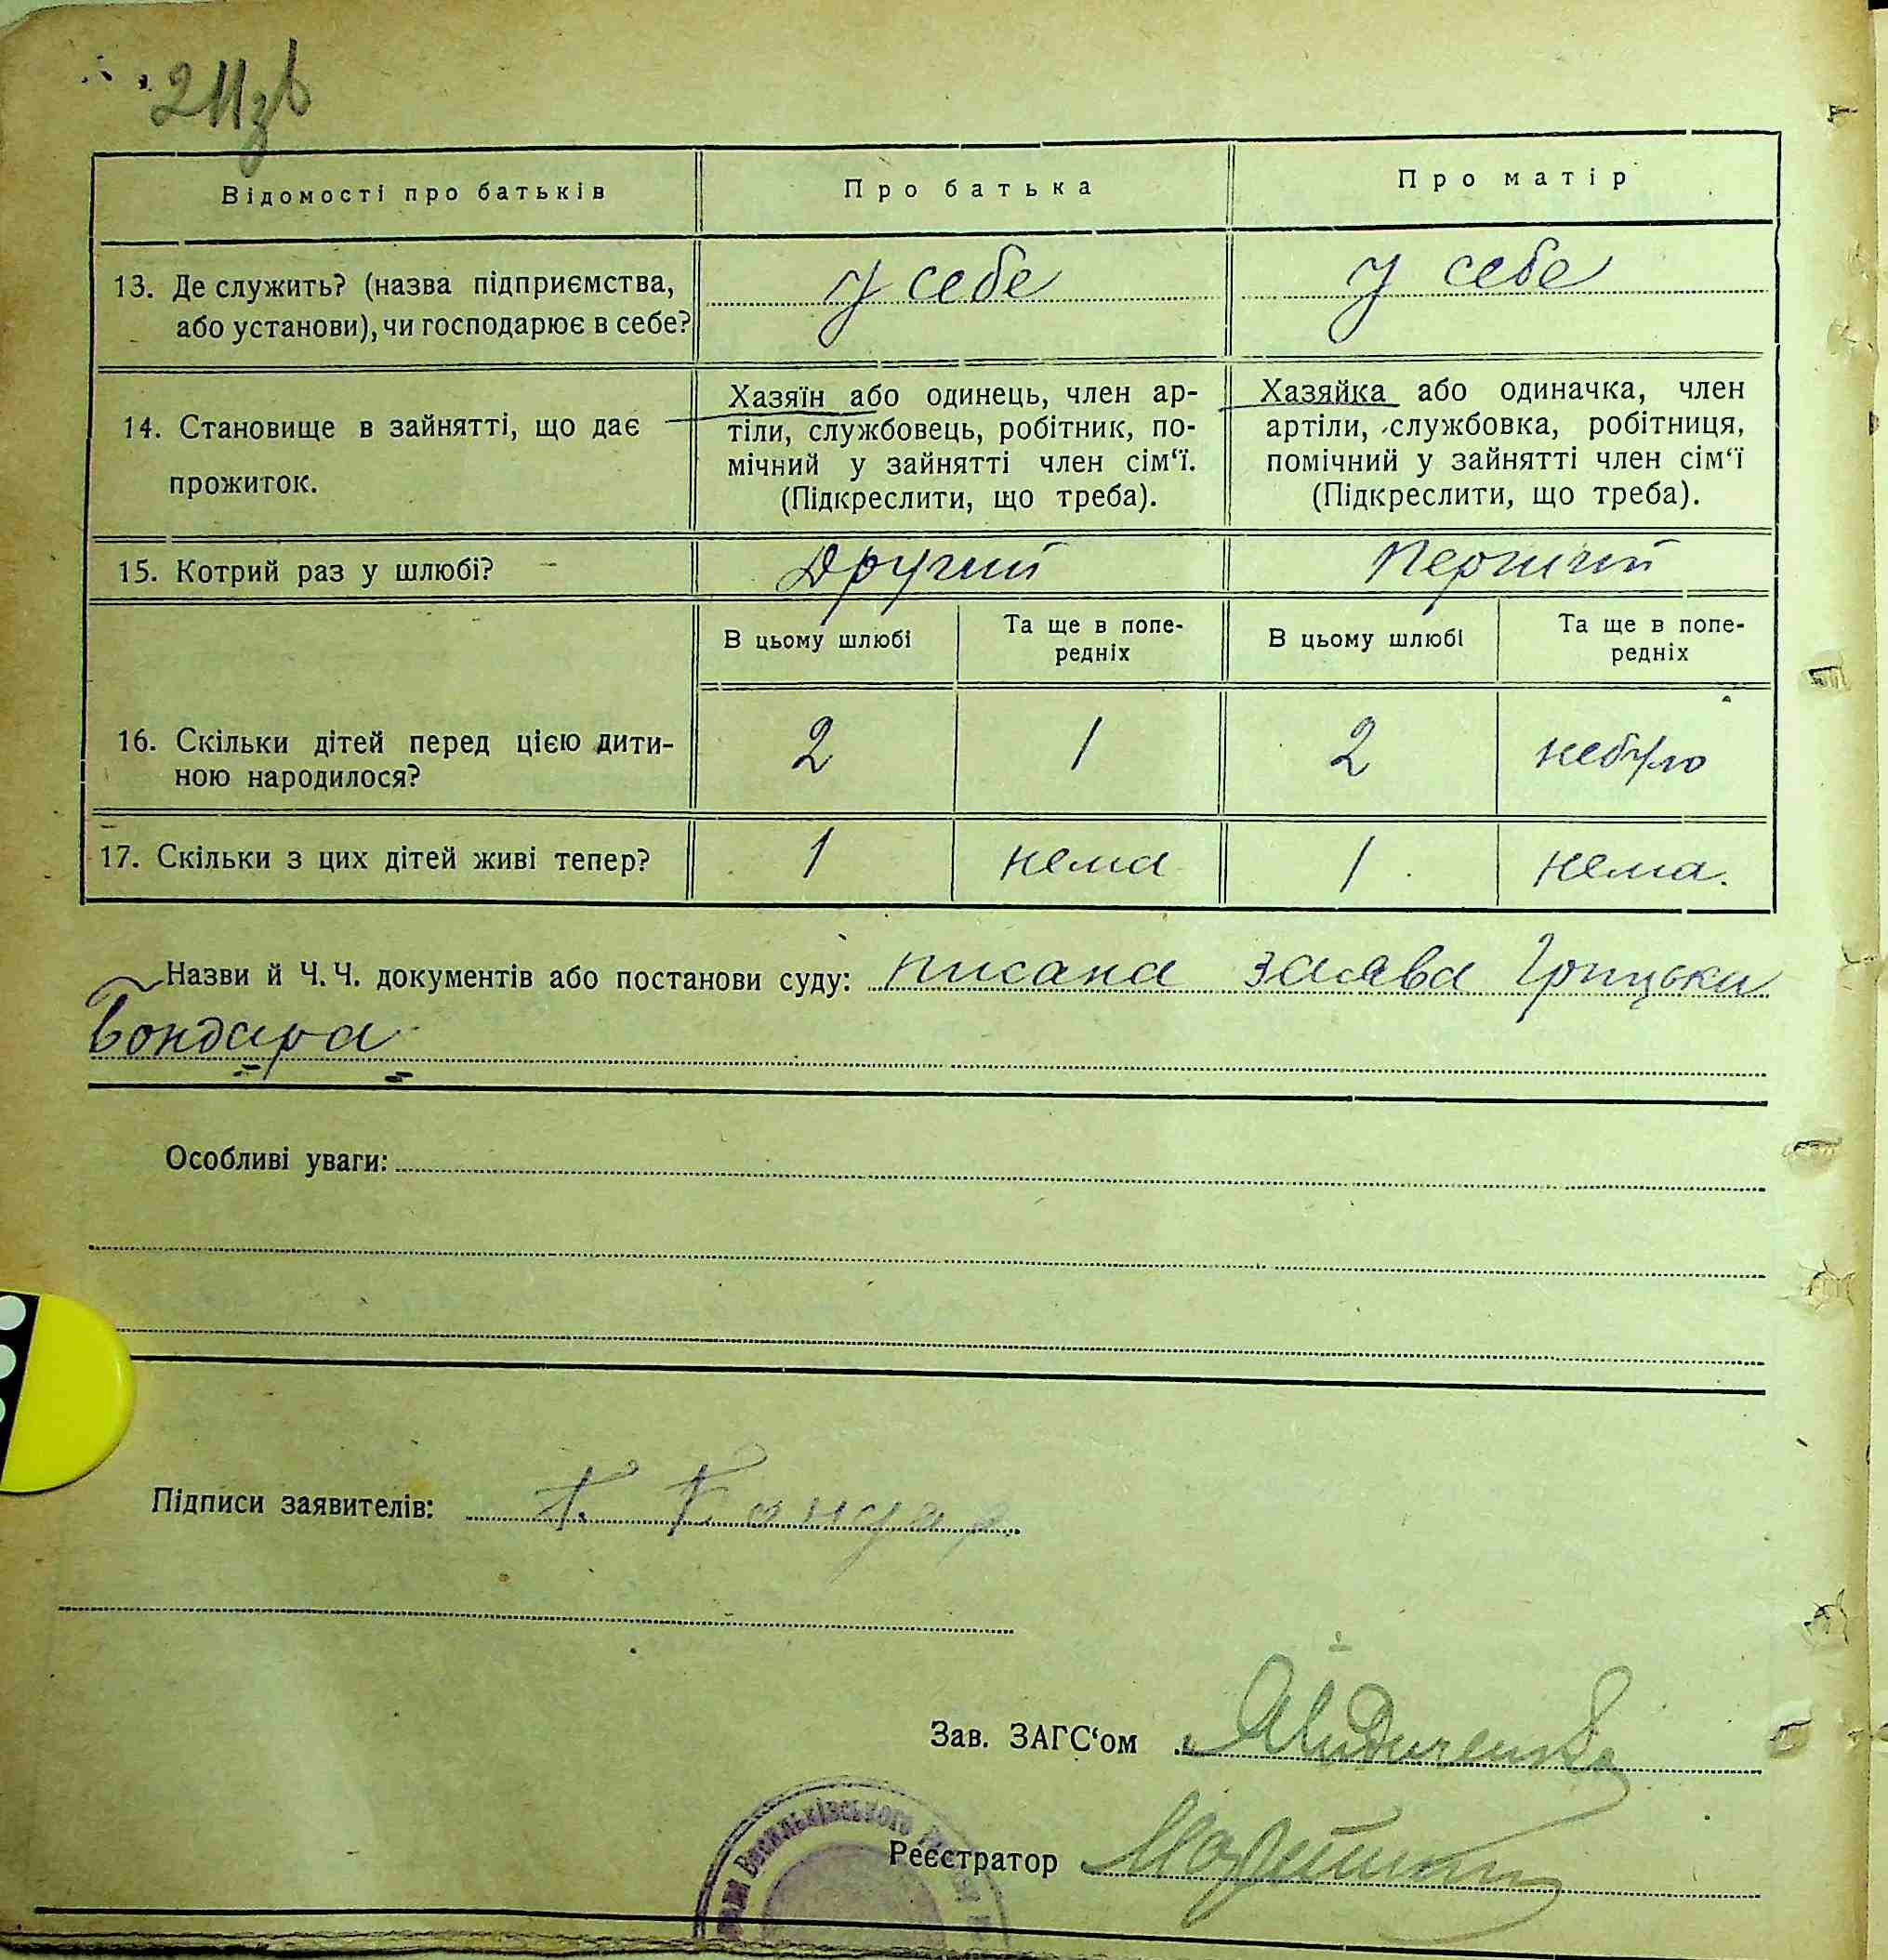 211зв
Відомості про батьків Про батька Про матір
13. Де служить? (назва підприємства, у себе у себе
або установи), чи господарює в себе?
Хазяїн або одинець, член ар- Хазяйка або одиначка, член
14. Становище в зайнятті, що дає тіли, службовець, робітник, по- артіли, службовка, робітниця,
мічний у зайнятті член сім'ї. помічний у зайнятті член сім'ї
прожиток. (Підкреслити, що треба). (Підкреслити, що треба).
15. Котрий раз у шлюбі? Другий Перший
В цьому шлюбі Та ще в попе- В цьому шлюбі Та ще в попе-
редніх редніх
16. Скільки дітей перед цією дити- 2 1 2 небуло
ною народилося?
17. Скільки з цих дітей живі тепер? 1 нема 1 нема.
Назви й Ч.Ч. документів або постанови суду: писана заява Грицька
Бондара
Особливі уваги:
Підписи заявителів: Г. Бондар
Зав. ЗАГС'ом
Реєстратор
Васильківського